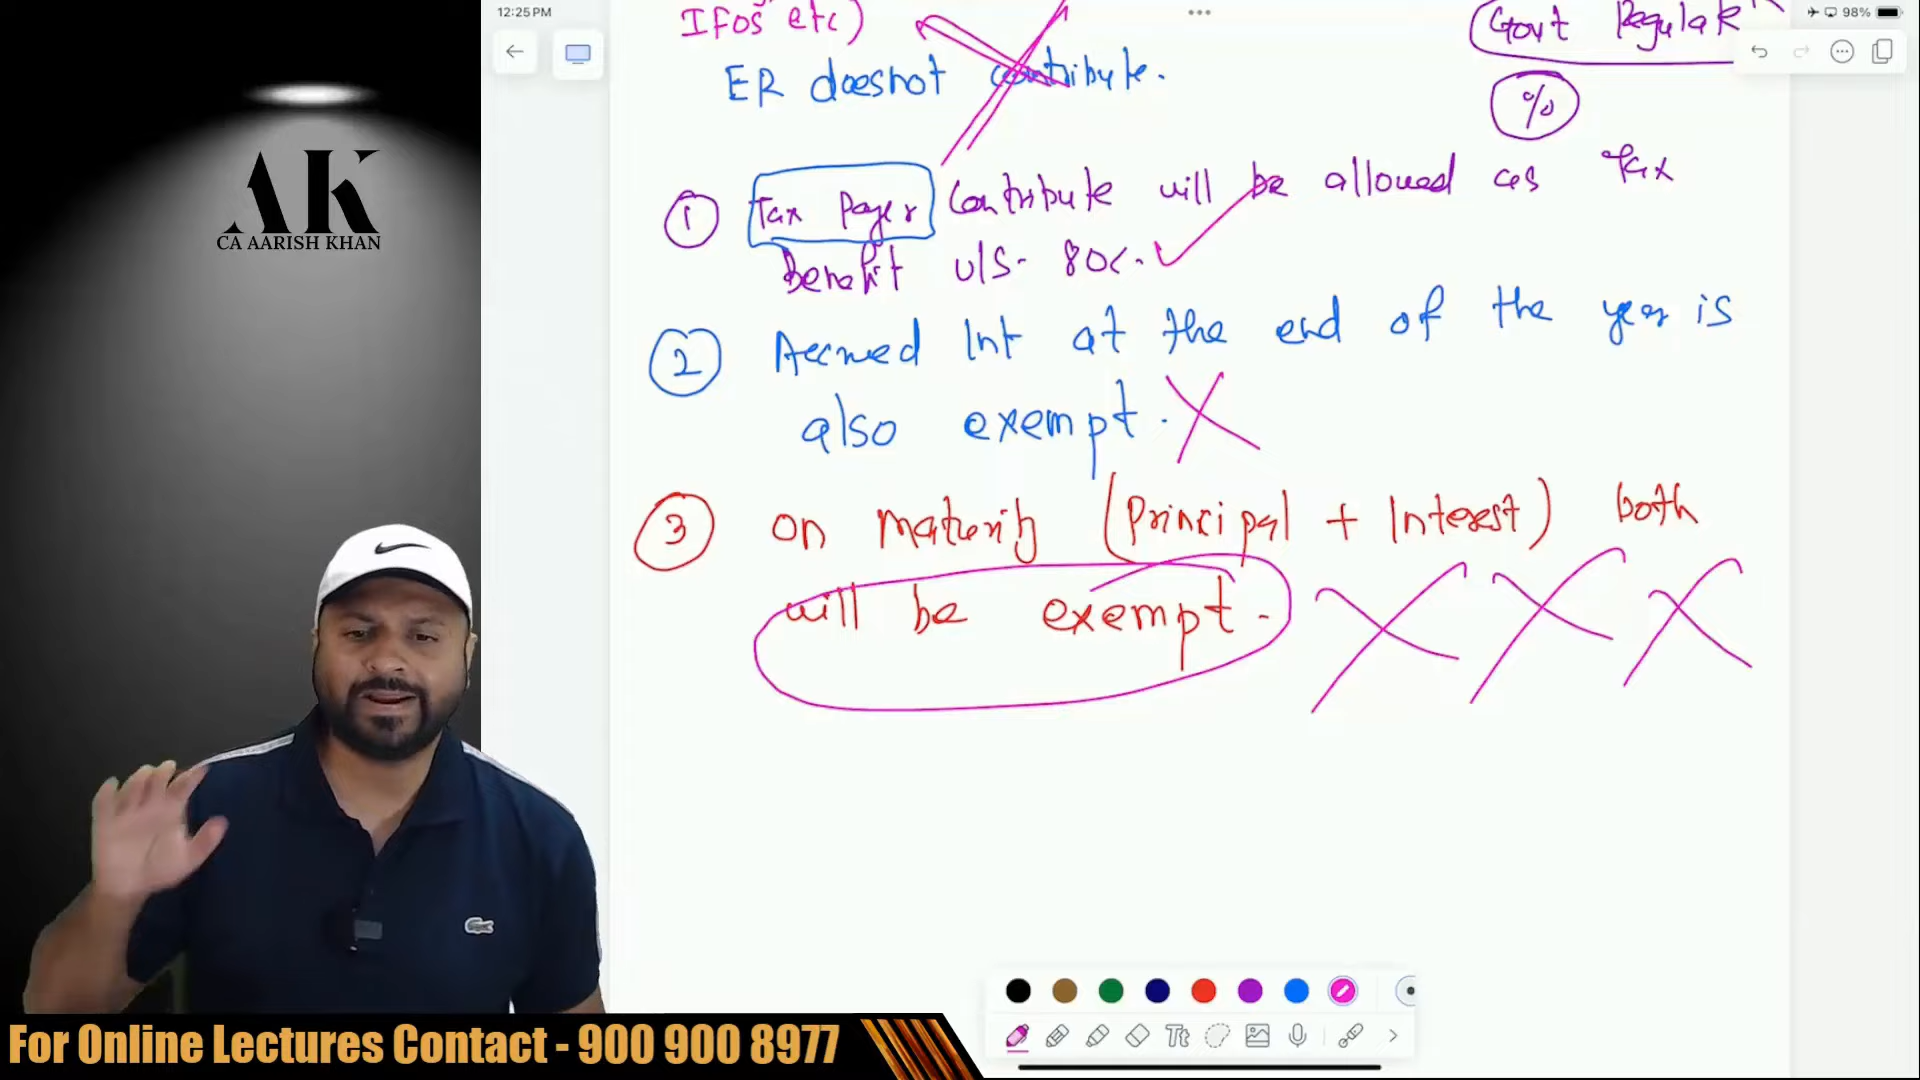 12:25 PM
98%
IFOS etc)
Govt Regulate
ER doesnot contribute.
%
AK
CA AARISH KHAN
① Tax Payer Contribute will be allowed as Tax
Benefit u/s- 80C.
② Accrued Int at the end of the year is
also exempt.
③ on maturity (Principal + Interest) both
will be exempt.
Tt
For Online Lectures Contact - 900 900 8977